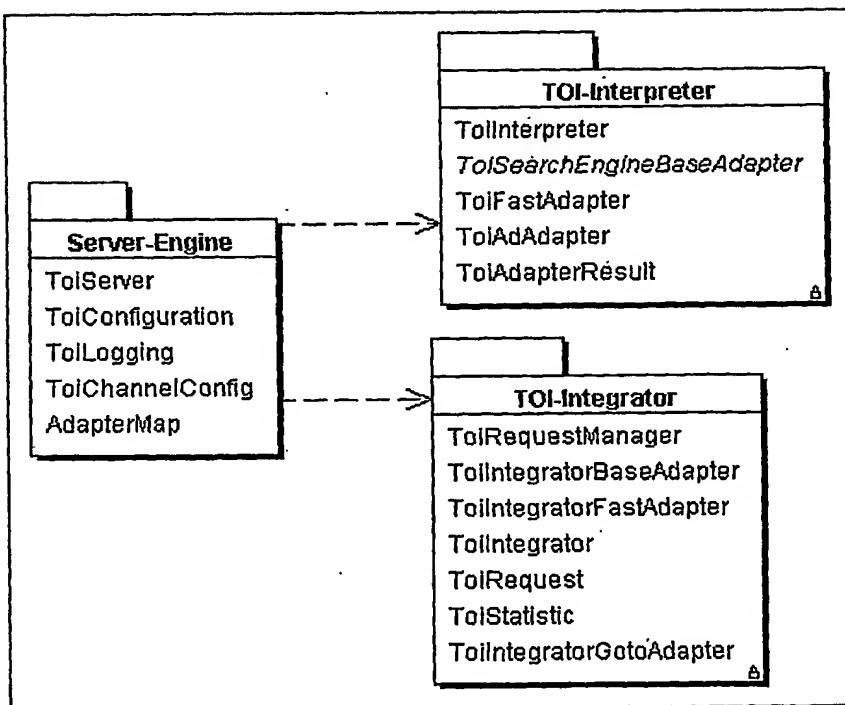 TOI-Interpreter
ToiInterpreter
ToiSearchEngineBaseAdapter
ToiFastAdapter
ToiAdAdapter
ToiAdapterResult
Server-Engine
ToiServer
ToiConfiguration
ToiLogging
ToiChannelConfig
AdapterMap
TOI-Integrator
ToiRequestManager
ToiIntegratorBaseAdapter
ToiIntegratorFastAdapter
ToiIntegrator
ToiRequest
ToiStatistic
ToiIntegratorGotoAdapter